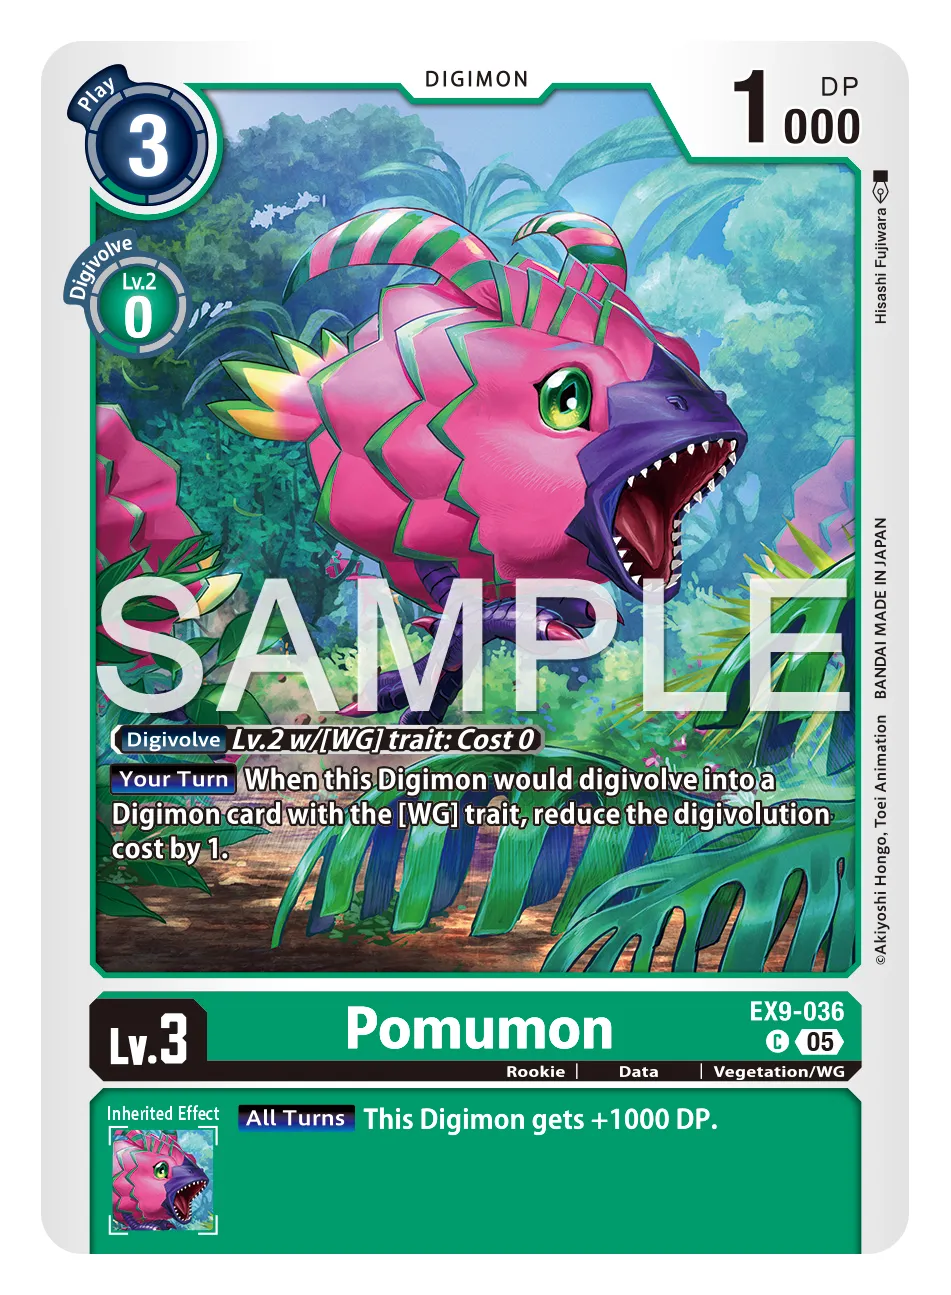 DIGIMON
Play
3
1000
DP
Digivolve
Lv.2
0
Hisashi Fujiwara
SAMPLE
BANDAI MADE IN JAPAN
©Akiyoshi Hongo, Toei Animation
Digivolve Lv.2 w/[WG] trait: Cost 0
Your Turn When this Digimon would digivolve into a
Digimon card with the [WG] trait, reduce the digivolution
cost by 1.
Lv.3
Pomumon
EX9-036
C 05
Rookie | Data | Vegetation/WG
Inherited Effect
All Turns This Digimon gets +1000 DP.